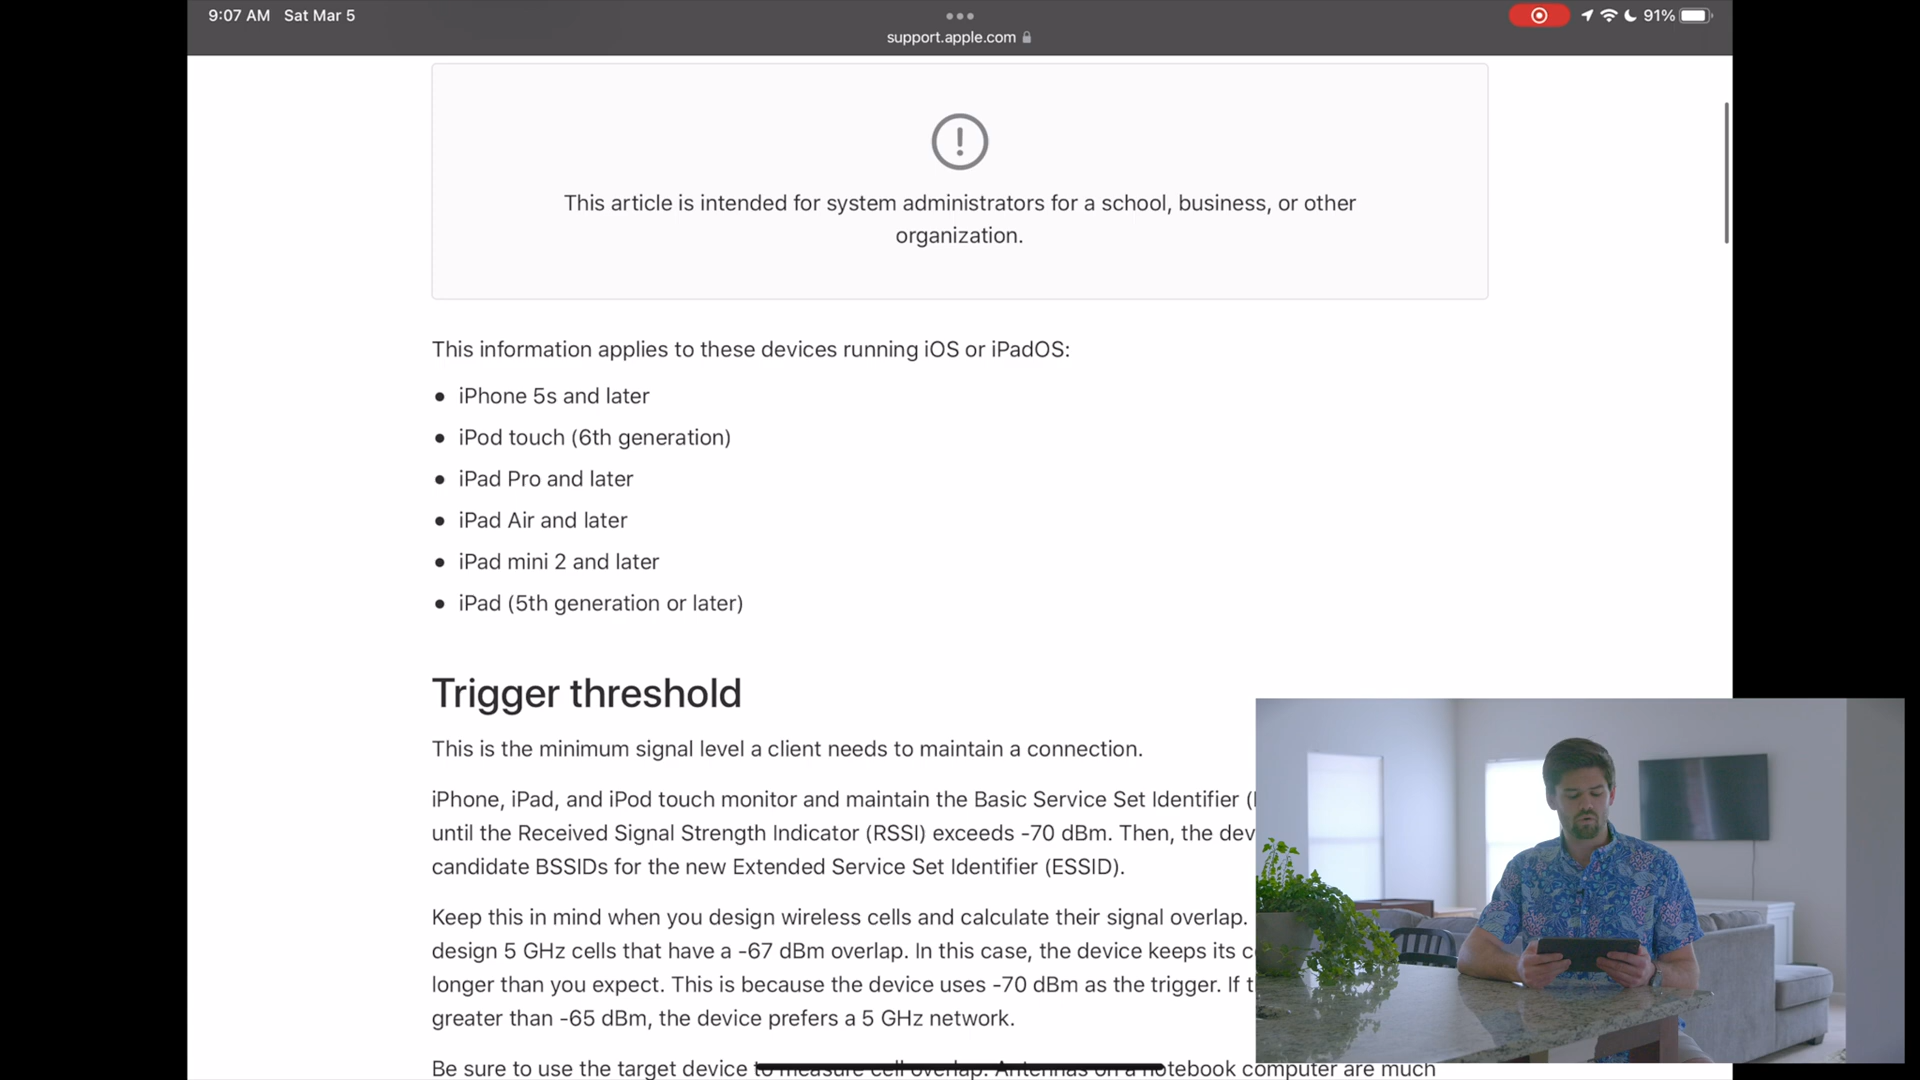 9:07 AM Sat Mar 5
91%
support.apple.com
This article is intended for system administrators for a school, business, or other
organization.
This information applies to these devices running iOS or iPadOS:
• iPhone 5s and later
• iPod touch (6th generation)
• iPad Pro and later
• iPad Air and later
• iPad mini 2 and later
• iPad (5th generation or later)
Trigger threshold
This is the minimum signal level a client needs to maintain a connection.
iPhone, iPad, and iPod touch monitor and maintain the Basic Service Set Identifier (
until the Received Signal Strength Indicator (RSSI) exceeds -70 dBm. Then, the dev
candidate BSSIDs for the new Extended Service Set Identifier (ESSID).
Keep this in mind when you design wireless cells and calculate their signal overlap.
design 5 GHz cells that have a -67 dBm overlap. In this case, the device keeps its c
longer than you expect. This is because the device uses -70 dBm as the trigger. If t
greater than -65 dBm, the device prefers a 5 GHz network.
Be sure to use the target device to measure cell overlap. Antennas on a notebook computer are much